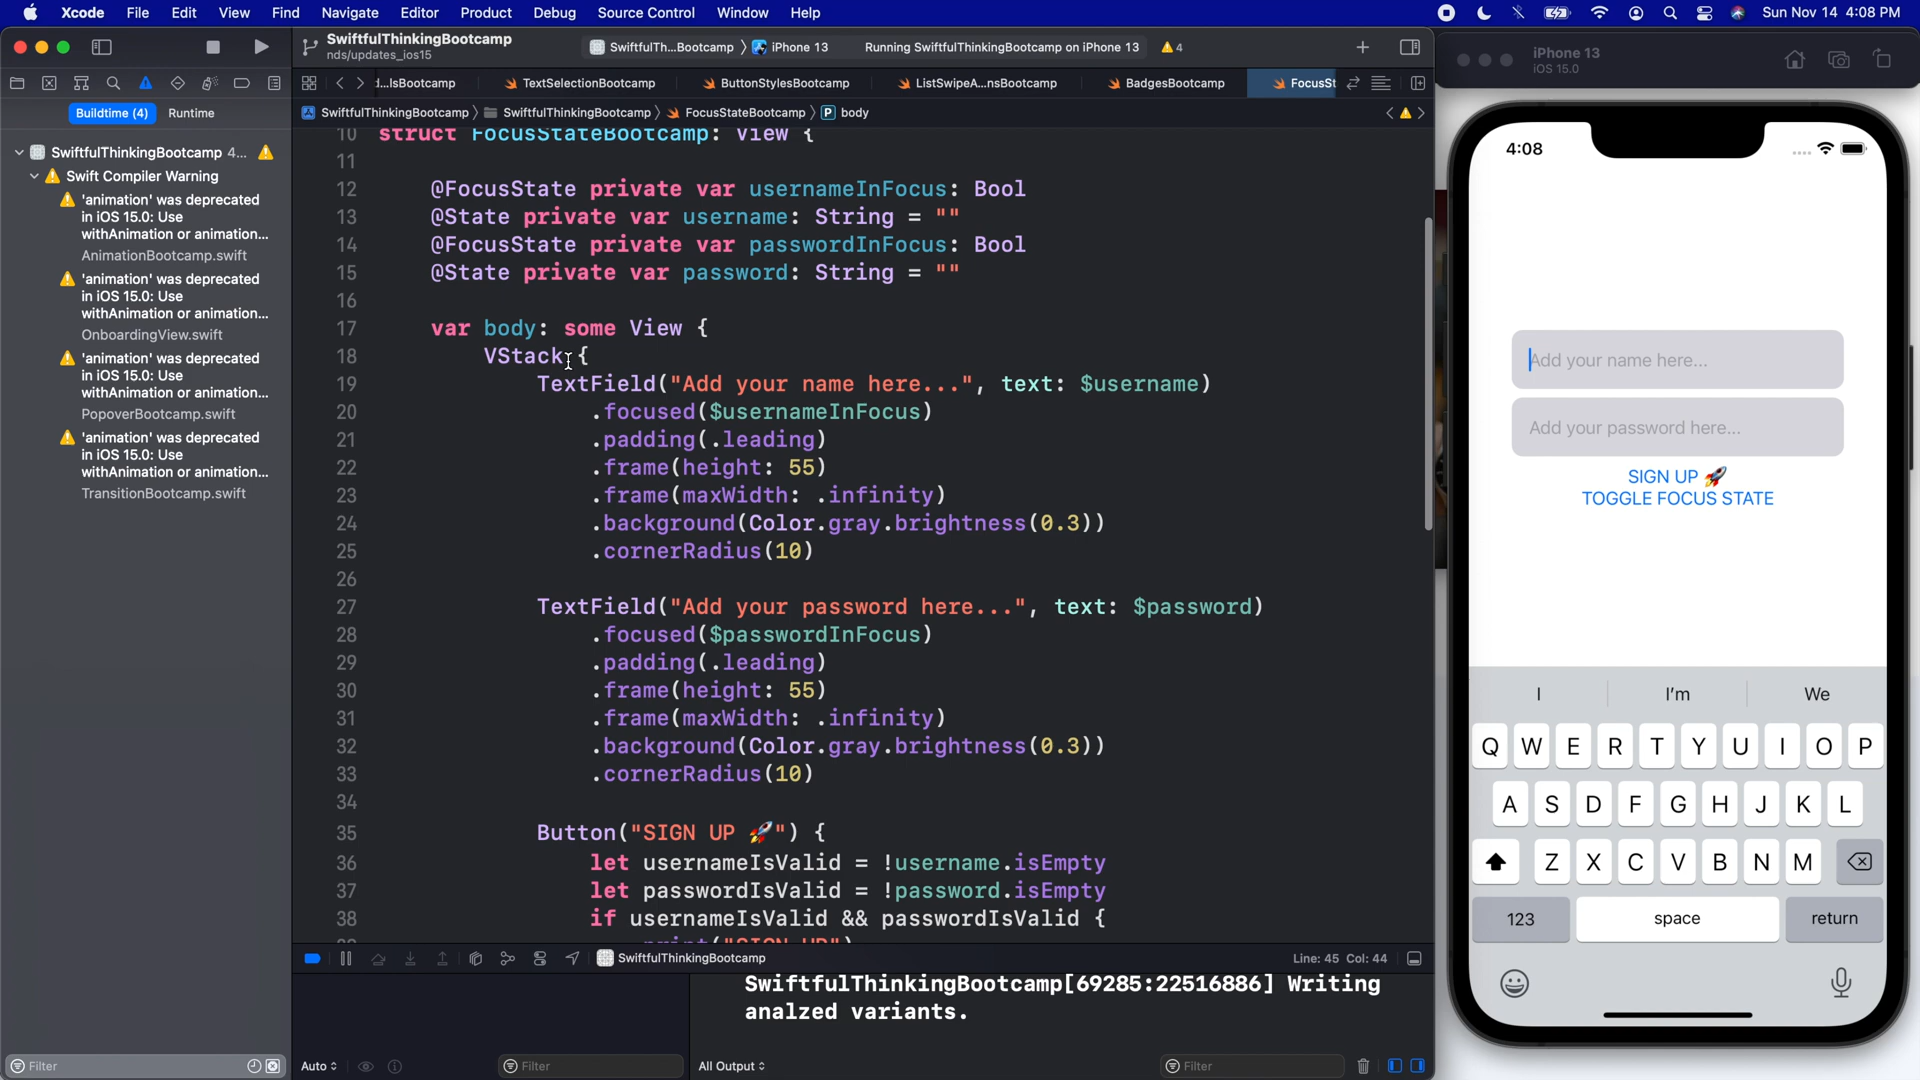 Xcode File Edit View Find Navigate Editor Product Debug Source Control Window Help
Sun Nov 14 4:08 PM
SwiftfulThinkingBootcamp
nds/updates_ios15
SwiftfulTh...Bootcamp 〉 iPhone 13
Running SwiftfulThinkingBootcamp on iPhone 13
4
...lsBootcamp TextSelectionBootcamp ButtonStylesBootcamp ListSwipeA...nsBootcamp BadgesBootcamp FocusSt
SwiftfulThinkingBootcamp 〉 SwiftfulThinkingBootcamp 〉 FocusStateBootcamp 〉 P body
Buildtime (4) Runtime
SwiftfulThinkingBootcamp 4...
Swift Compiler Warning
'animation' was deprecated
in iOS 15.0: Use
withAnimation or animation...
AnimationBootcamp.swift
'animation' was deprecated
in iOS 15.0: Use
withAnimation or animation...
OnboardingView.swift
'animation' was deprecated
in iOS 15.0: Use
withAnimation or animation...
PopoverBootcamp.swift
'animation' was deprecated
in iOS 15.0: Use
withAnimation or animation...
TransitionBootcamp.swift
Filter
10 struct FocusStateBootcamp: View {
11
12 @FocusState private var usernameInFocus: Bool
13 @State private var username: String = ""
14 @FocusState private var passwordInFocus: Bool
15 @State private var password: String = ""
16
17 var body: some View {
18 VStack {
19 TextField("Add your name here...", text: $username)
20 .focused($usernameInFocus)
21 .padding(.leading)
22 .frame(height: 55)
23 .frame(maxWidth: .infinity)
24 .background(Color.gray.brightness(0.3))
25 .cornerRadius(10)
26
27 TextField("Add your password here...", text: $password)
28 .focused($passwordInFocus)
29 .padding(.leading)
30 .frame(height: 55)
31 .frame(maxWidth: .infinity)
32 .background(Color.gray.brightness(0.3))
33 .cornerRadius(10)
34
35 Button("SIGN UP 🚀") {
36 let usernameIsValid = !username.isEmpty
37 let passwordIsValid = !password.isEmpty
38 if usernameIsValid && passwordIsValid {
print("SIGN UP")
SwiftfulThinkingBootcamp
Line: 45 Col: 44
SwiftfulThinkingBootcamp[69285:22516886] Writing
analzed variants.
Auto
Filter
All Output
Filter
iPhone 13
iOS 15.0
4:08
Add your name here...
Add your password here...
SIGN UP 🚀
TOGGLE FOCUS STATE
I I'm We
Q W E R T Y U I O P
A S D F G H J K L
Z X C V B N M
123 space return